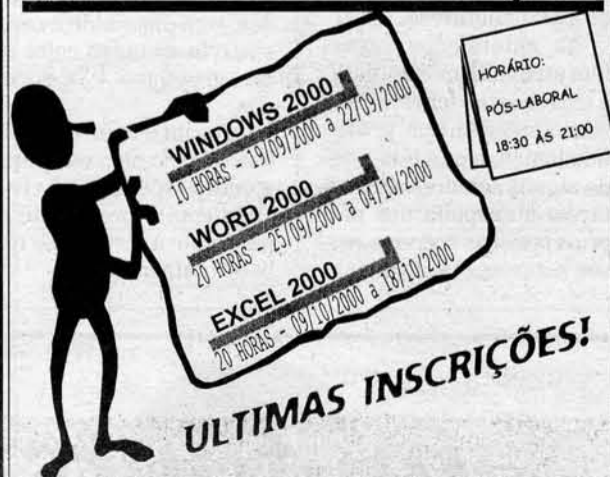 WINDOWS 2000
10 HORAS - 19/09/2000 a 22/09/2000
WORD 2000
20 HORAS - 25/09/2000 a 04/10/2000
EXCEL 2000
20 HORAS - 09/10/2000 a 18/10/2000
HORÁRIO:
PÓS-LABORAL
18:30 ÀS 21:00
ULTIMAS INSCRIÇÕES!